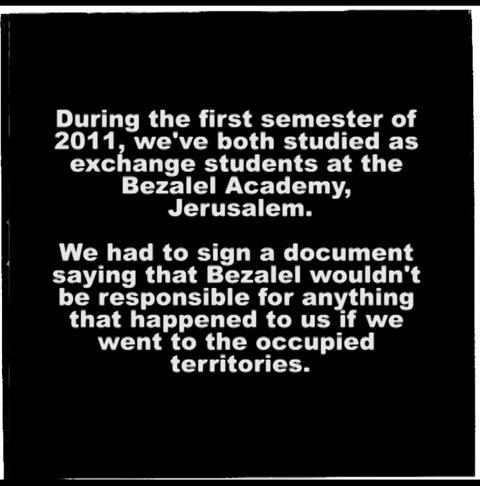 During the first semester of
2011, we've both studied as
exchange students at the
Bezalel Academy,
Jerusalem.
We had to sign a document
saying that Bezalel wouldn't
be responsible for anything
that happened to us if we
went to the occupied
territories.